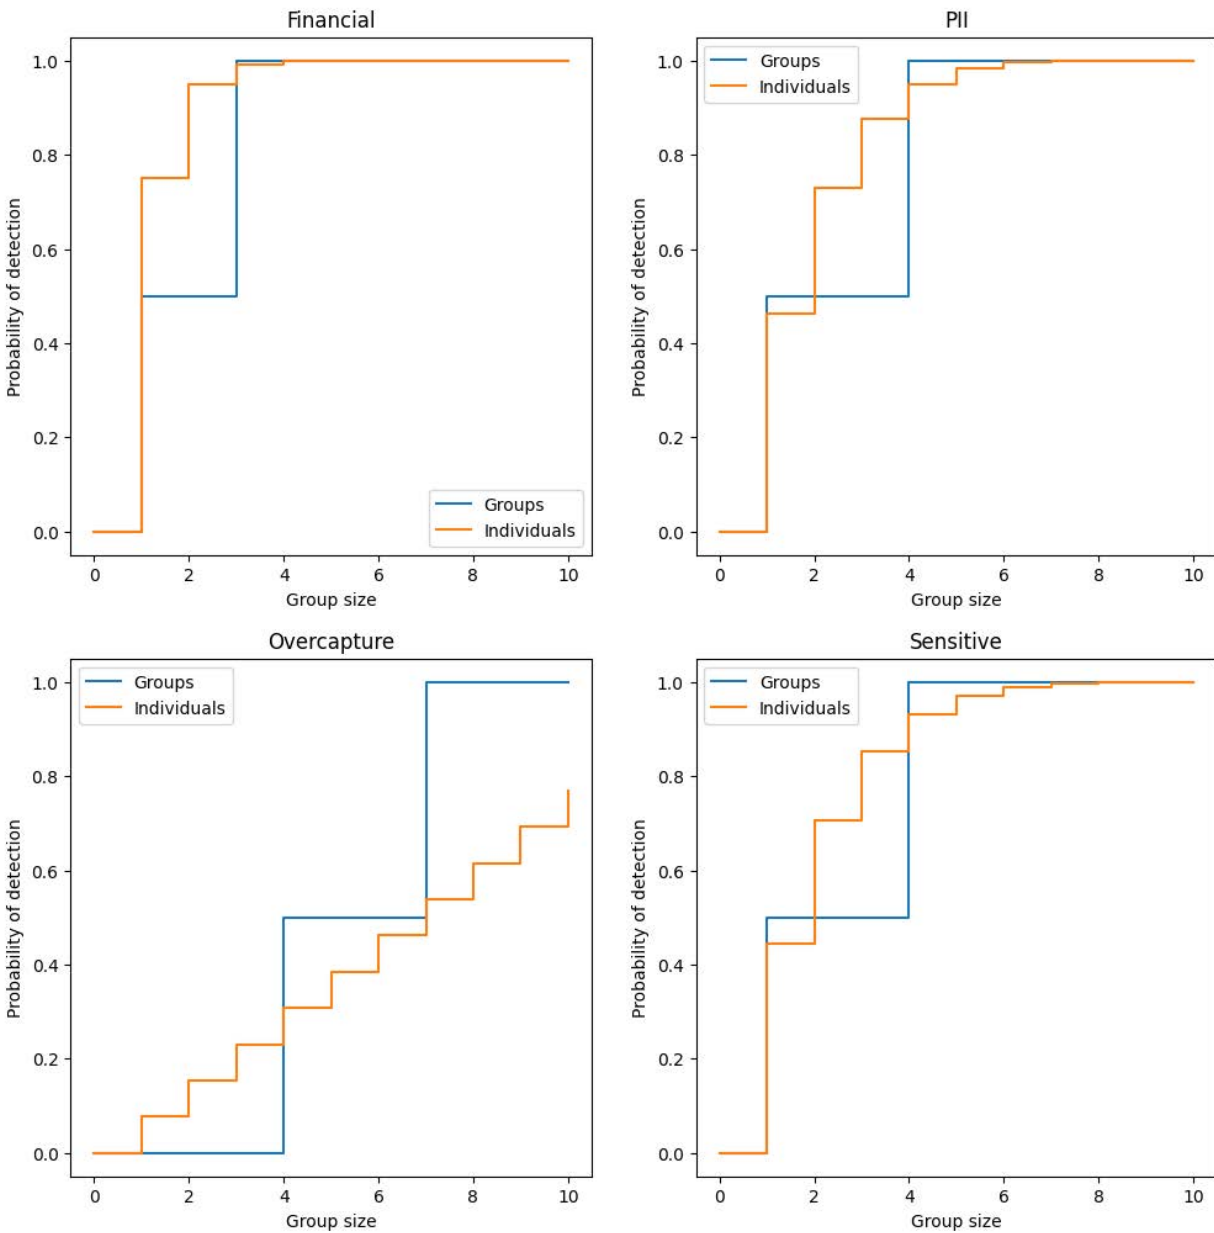 Financial
1.0
0.8
0.6
0.4
0.2
0.0
Probability of detection
Groups
Individuals
0 2 4 6 8 10
Group size
PII
1.0
0.8
0.6
0.4
0.2
0.0
Probability of detection
Groups
Individuals
0 2 4 6 8 10
Group size
Overcapture
1.0
0.8
0.6
0.4
0.2
0.0
Probability of detection
Groups
Individuals
0 2 4 6 8 10
Group size
Sensitive
1.0
0.8
0.6
0.4
0.2
0.0
Probability of detection
Groups
Individuals
0 2 4 6 8 10
Group size